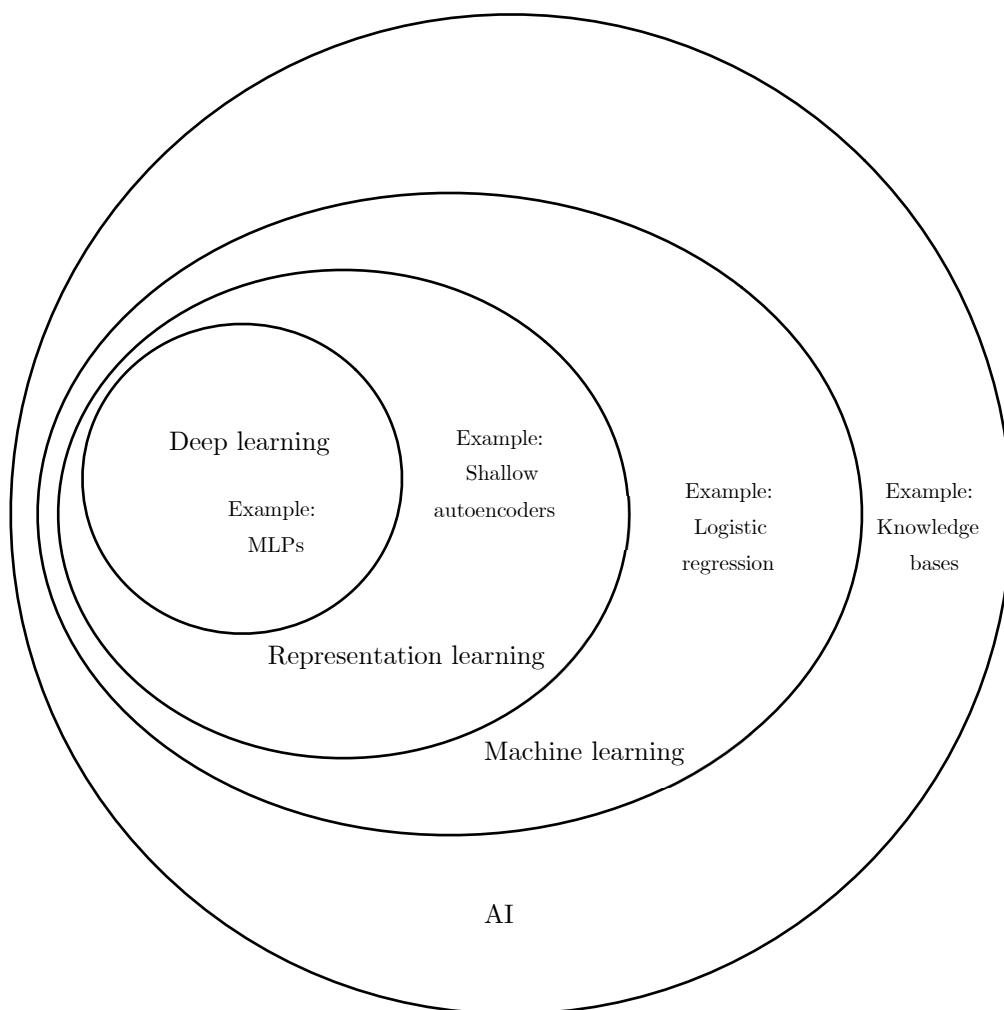 Deep learning
Example:
MLPs
Example:
Shallow
autoencoders
Example:
Logistic
regression
Example:
Knowledge
bases
Representation learning
Machine learning
AI